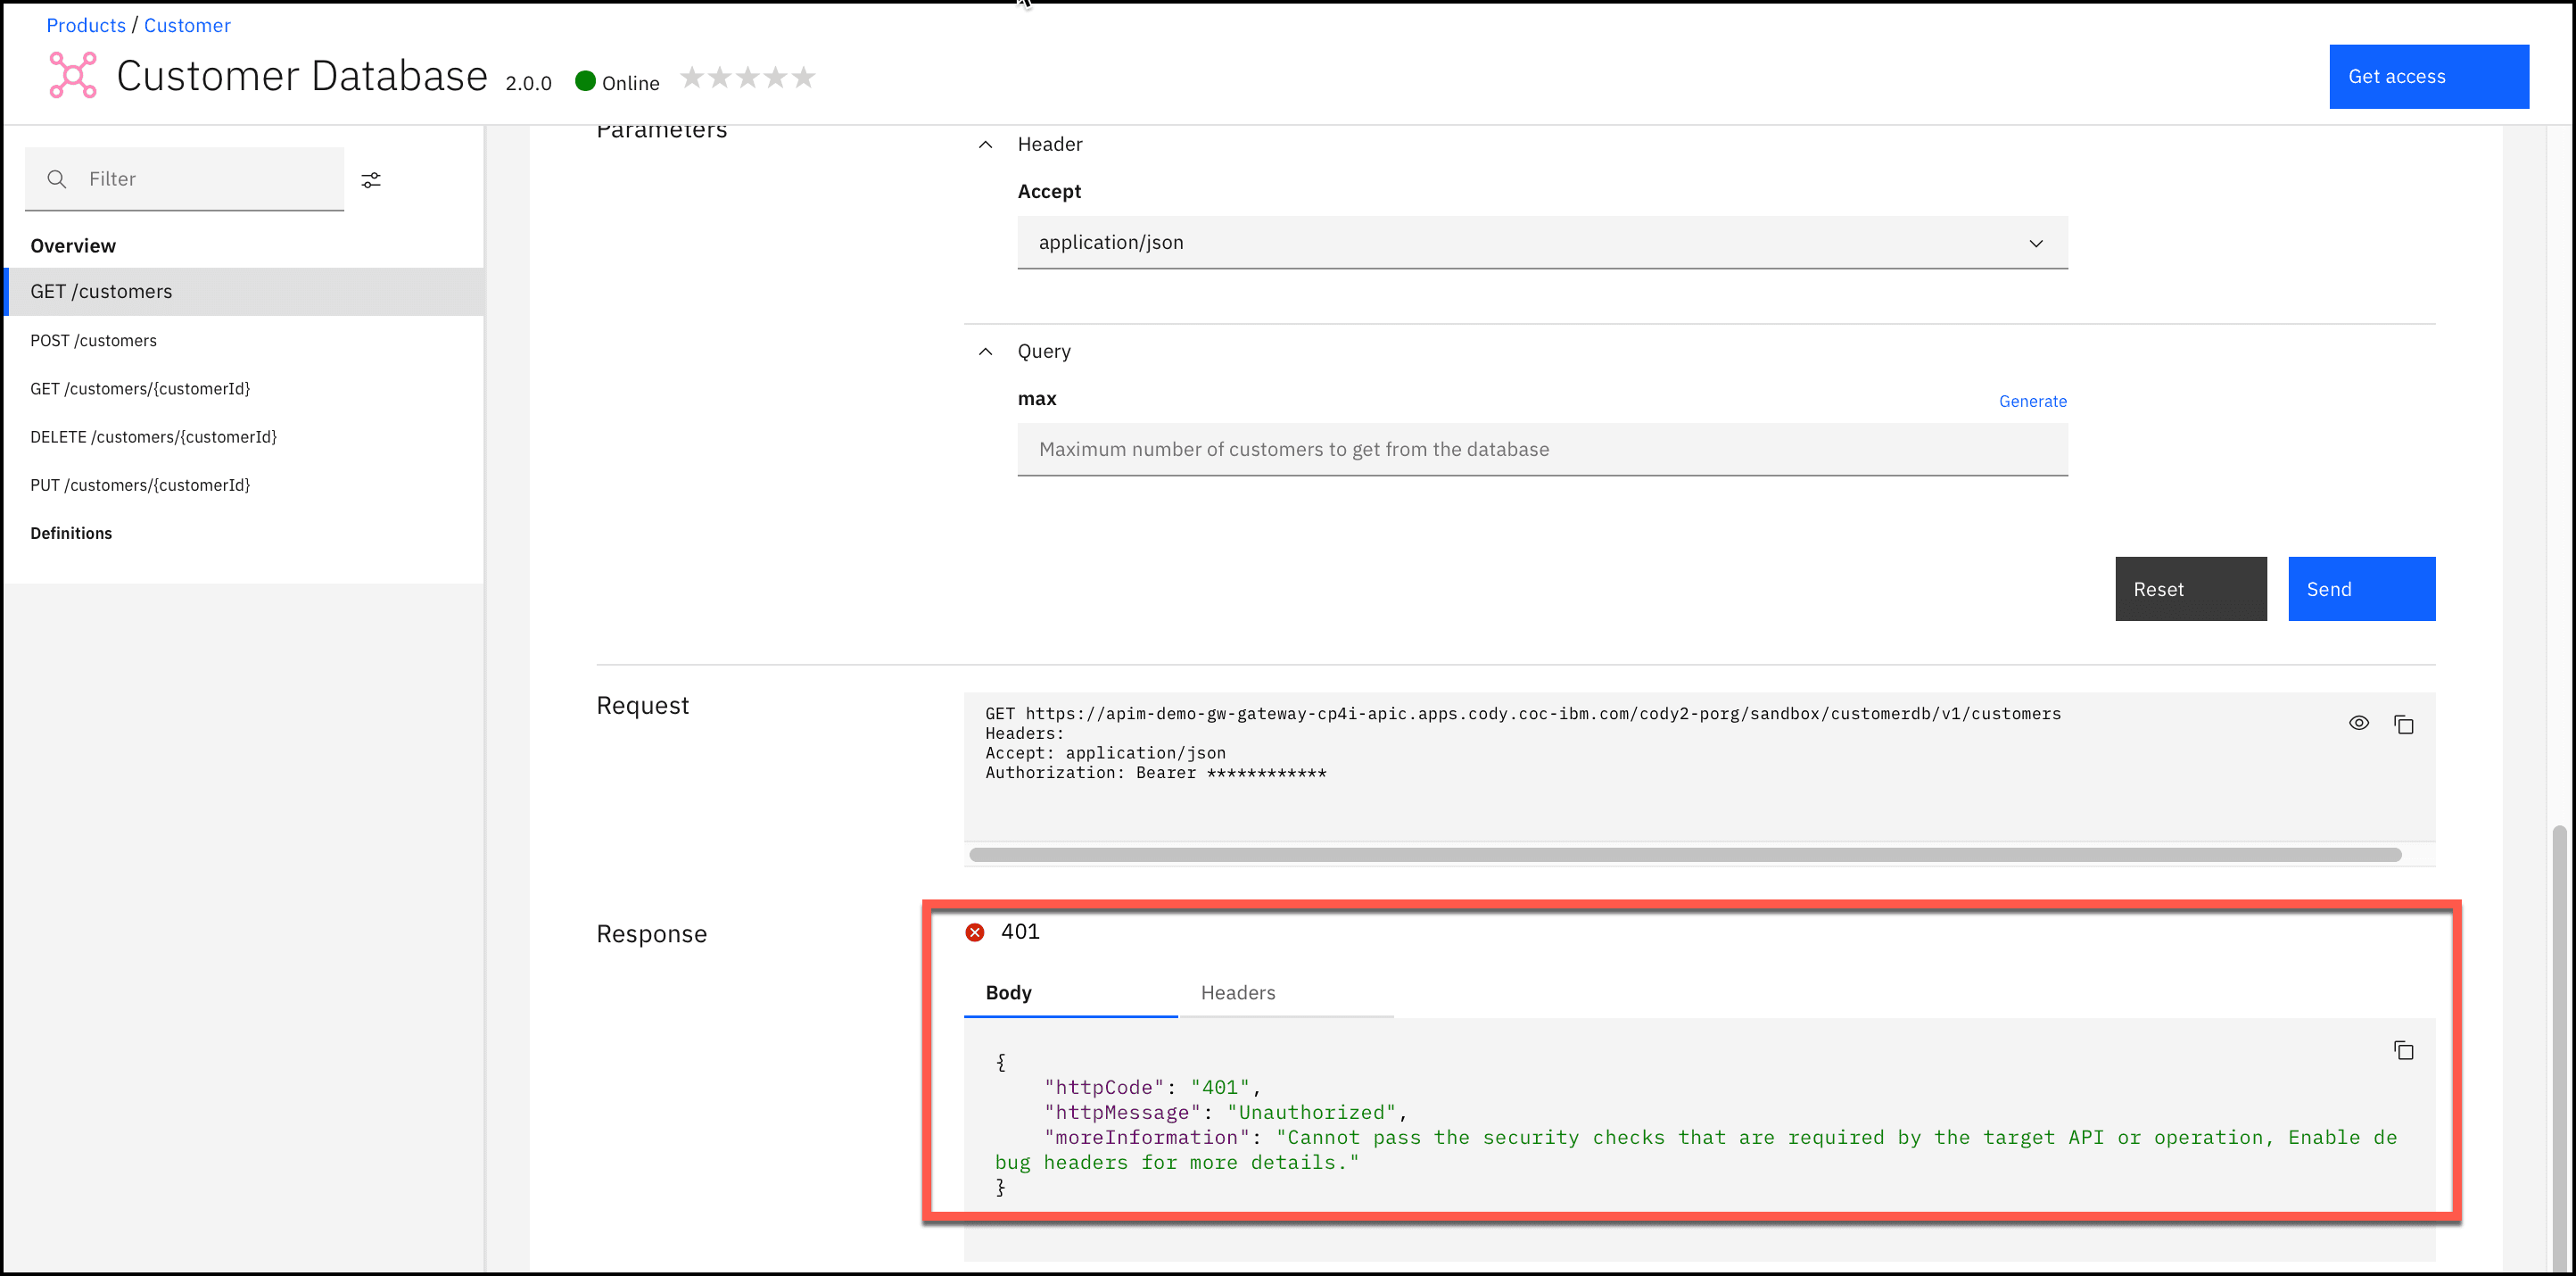 Products / Customer
Customer Database 2.0.0 Online
Get access
Filter
Overview
GET /customers
POST /customers
GET /customers/{customerId}
DELETE /customers/{customerId}
PUT /customers/{customerId}
Definitions
Parameters
Header
Accept
application/json
Query
max
Generate
Maximum number of customers to get from the database
Reset
Send
Request
GET https://apim-demo-gw-gateway-cp4i-apic.apps.cody.coc-ibm.com/cody2-porg/sandbox/customerdb/v1/customers
Headers:
Accept: application/json
Authorization: Bearer ************
Response
401
Body
Headers
{
"httpCode": "401",
"httpMessage": "Unauthorized",
"moreInformation": "Cannot pass the security checks that are required by the target API or operation, Enable de
bug headers for more details."
}